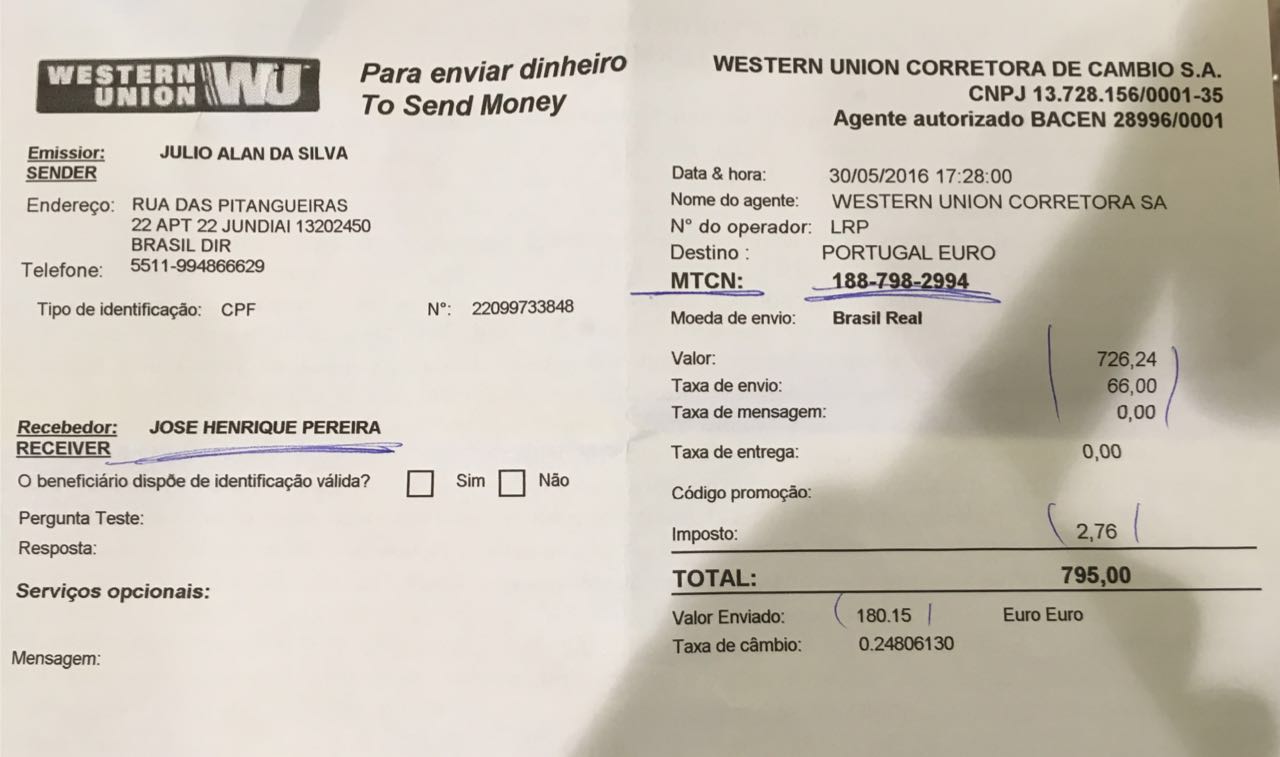 WESTERN UNION WU
Para enviar dinheiro
To Send Money
Emissior: JULIO ALAN DA SILVA
SENDER
Endereço: RUA DAS PITANGUEIRAS
22 APT 22 JUNDIAI 13202450
BRASIL DIR
Telefone: 5511-994866629
Tipo de identificação: CPF Nº: 22099733848
Recebedor: JOSE HENRIQUE PEREIRA
RECEIVER
O beneficiário dispõe de identificação válida? Sim Não
Pergunta Teste:
Resposta:
Serviços opcionais:
Mensagem:
WESTERN UNION CORRETORA DE CAMBIO S.A.
CNPJ 13.728.156/0001-35
Agente autorizado BACEN 28996/0001
Data & hora: 30/05/2016 17:28:00
Nome do agente: WESTERN UNION CORRETORA SA
N° do operador: LRP
Destino : PORTUGAL EURO
MTCN: 188-798-2994
Moeda de envio: Brasil Real
Valor: 726,24
Taxa de envio: 66,00
Taxa de mensagem: 0,00
Taxa de entrega: 0,00
Código promoção:
Imposto: 2,76
TOTAL: 795,00
Valor Enviado: 180.15 Euro Euro
Taxa de câmbio: 0.24806130